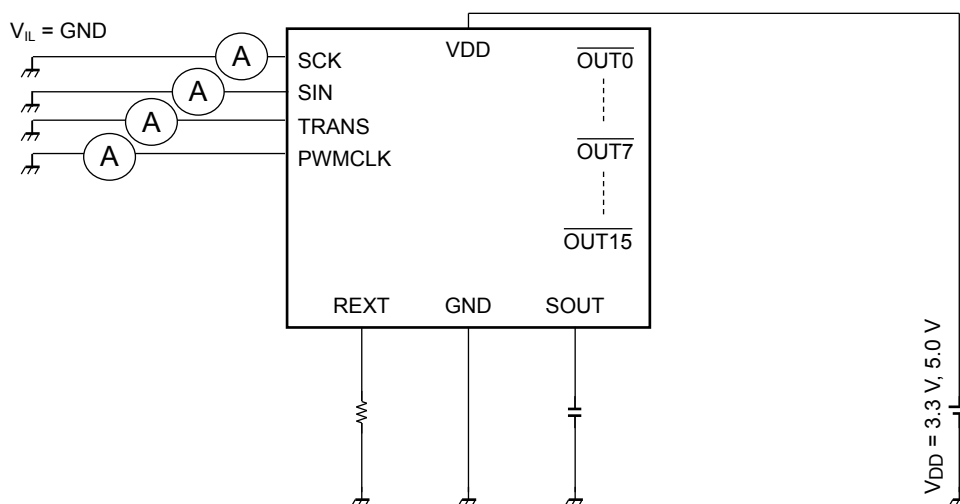 V_IL = GND
A
SCK
A
SIN
A
TRANS
A
PWMCLK
VDD
OUT0
OUT7
OUT15
REXT
GND
SOUT
VDD = 3.3 V, 5.0 V